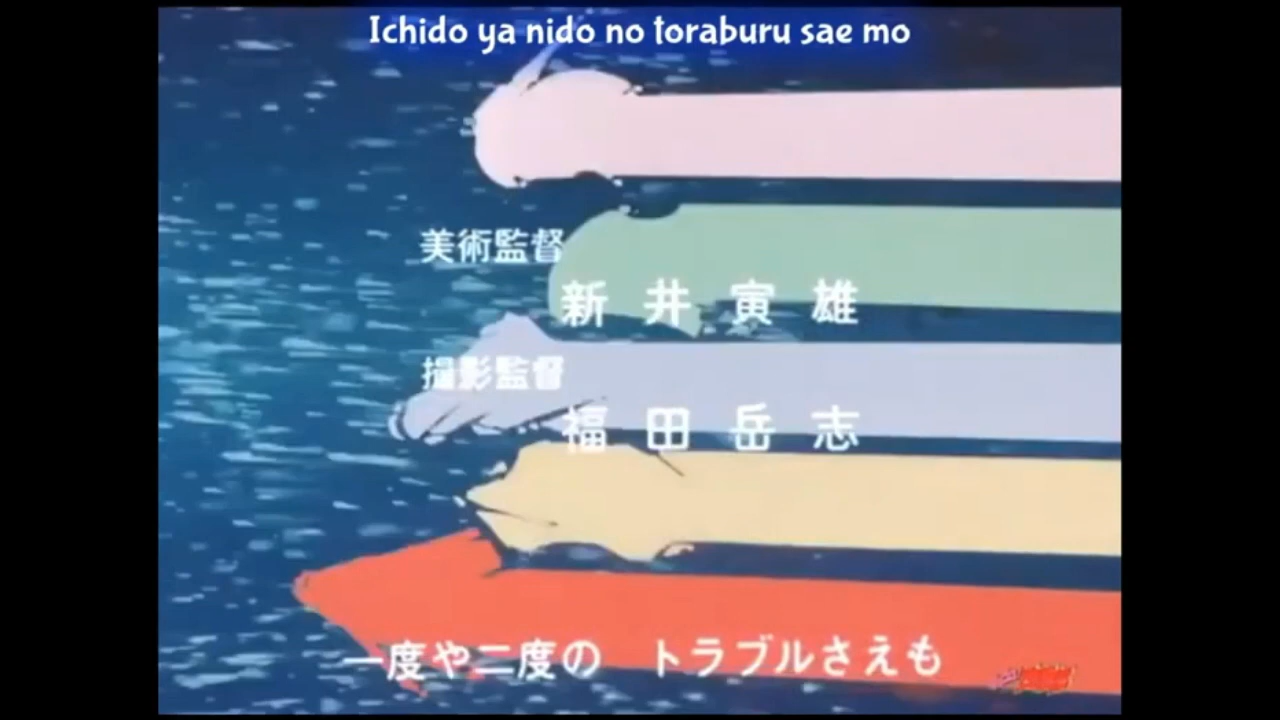 Ichido ya nido no toraburu sae mo
美術監督
新井寅雄
撮影監督
福田岳志
一度や二度の　トラブルさえも